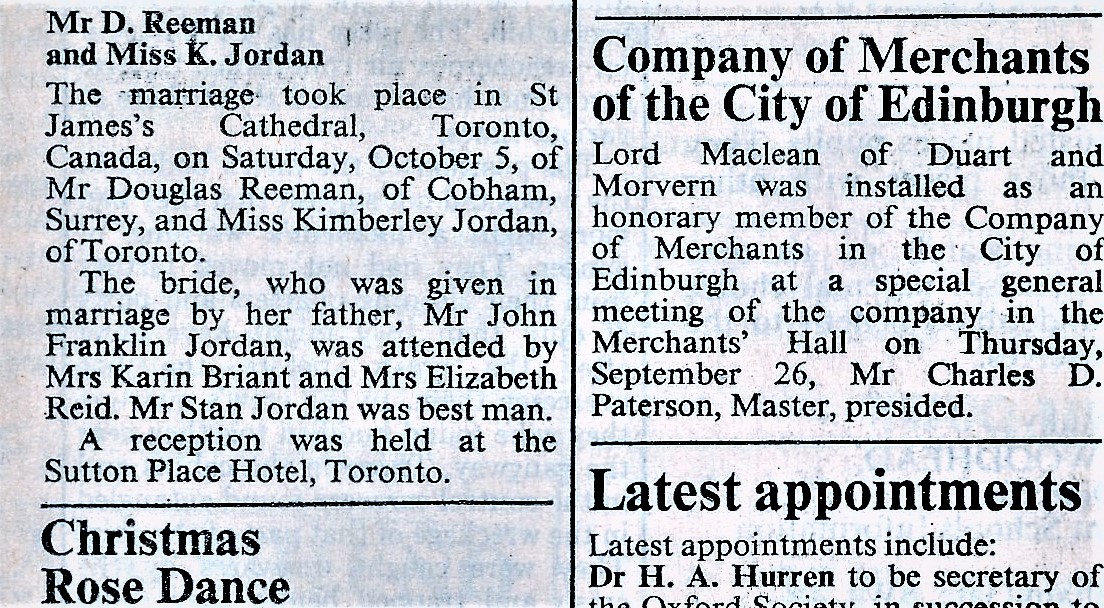 Mr D. Reeman
and Miss K. Jordan
The marriage took place in St
James's Cathedral, Toronto,
Canada, on Saturday, October 5, of
Mr Douglas Reeman, of Cobham,
Surrey, and Miss Kimberley Jordan,
of Toronto.
The bride, who was given in
marriage by her father, Mr John
Franklin Jordan, was attended by
Mrs Karin Briant and Mrs Elizabeth
Reid. Mr Stan Jordan was best man.
A reception was held at the
Sutton Place Hotel, Toronto.
Christmas
Rose Dance
Company of Merchants
of the City of Edinburgh
Lord Maclean of Duart and
Morvern was installed as an
honorary member of the Company
of Merchants in the City of
Edinburgh at a special general
meeting of the company in the
Merchants' Hall on Thursday,
September 26, Mr Charles D.
Paterson, Master, presided.
Latest appointments
Latest appointments include:
Dr H. A. Hurren to be secretary of
the Oxford Society, in succession to